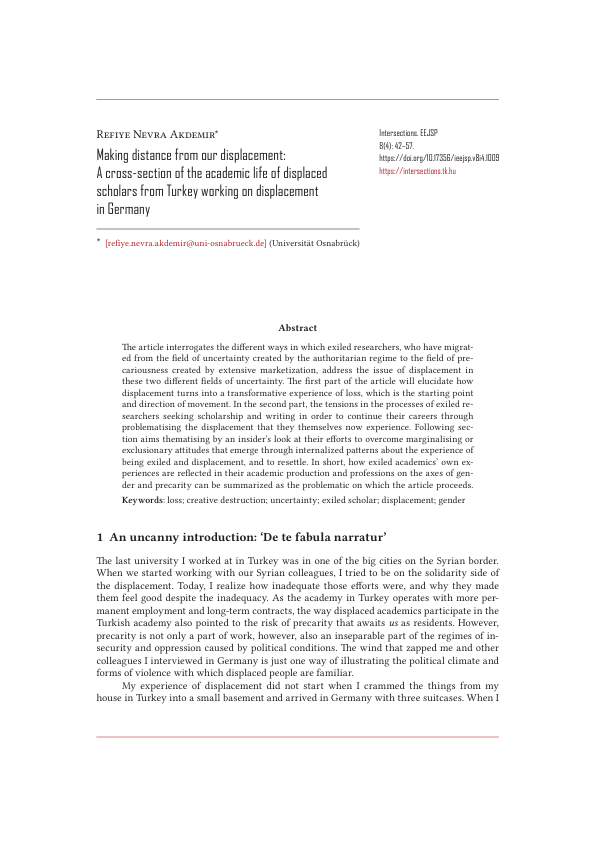 Refiye Nevra Akdemir*
Making distance from our displacement:
A cross-section of the academic life of displaced
scholars from Turkey working on displacement
in Germany
* [refiye.nevra.akdemir@uni-osnabrueck.de] (Universität Osnabrück)
Intersections. EEJSP
8(4): 42–57.
https://doi.org/10.17356/ieejsp.v8i4.1009
https://intersections.tk.hu
Abstract
The article interrogates the different ways in which exiled researchers, who have migrat-
ed from the field of uncertainty created by the authoritarian regime to the field of pre-
cariousness created by extensive marketization, address the issue of displacement in
these two different fields of uncertainty. The first part of the article will elucidate how
displacement turns into a transformative experience of loss, which is the starting point
and direction of movement. In the second part, the tensions in the processes of exiled re-
searchers seeking scholarship and writing in order to continue their careers through
problematising the displacement that they themselves now experience. Following sec-
tion aims thematising by an insider's look at their efforts to overcome marginalising or
exclusionary attitudes that emerge through internalized patterns about the experience of
being exiled and displacement, and to resettle. In short, how exiled academics' own ex-
periences are reflected in their academic production and professions on the axes of gen-
der and precarity can be summarized as the problematic on which the article proceeds.
Keywords: loss; creative destruction; uncertainty; exiled scholar; displacement; gender
1 An uncanny introduction: 'De te fabula narratur'
The last university I worked at in Turkey was in one of the big cities on the Syrian border.
When we started working with our Syrian colleagues, I tried to be on the solidarity side of
the displacement. Today, I realize how inadequate those efforts were, and why they made
them feel good despite the inadequacy. As the academy in Turkey operates with more per-
manent employment and long-term contracts, the way displaced academics participate in the
Turkish academy also pointed to the risk of precarity that awaits us as residents. However,
precarity is not only a part of work, however, also an inseparable part of the regimes of in-
security and oppression caused by political conditions. The wind that zapped me and other
colleagues I interviewed in Germany is just one way of illustrating the political climate and
forms of violence with which displaced people are familiar.
My experience of displacement did not start when I crammed the things from my
house in Turkey into a small basement and arrived in Germany with three suitcases. When I